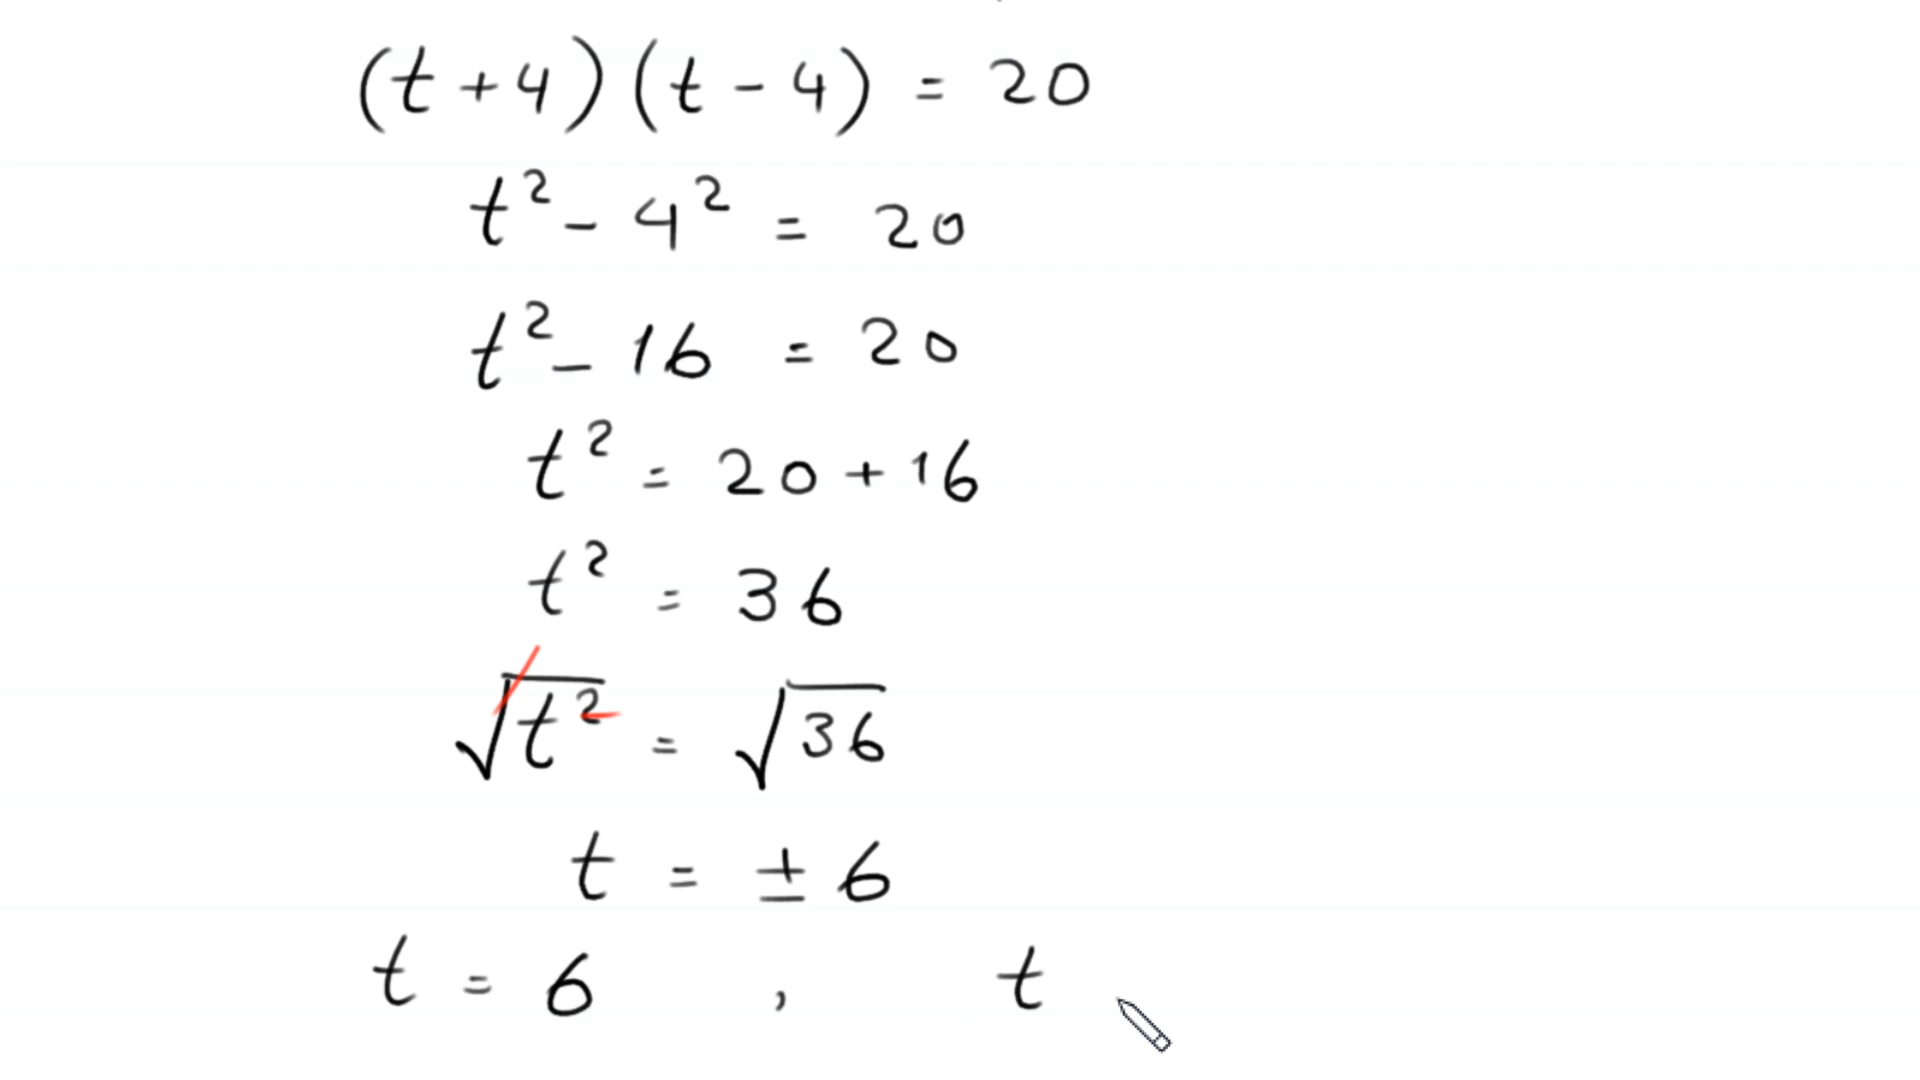 (t + 4) (t - 4) = 20
t² - 4² = 20
t² - 16 = 20
t² = 20 + 16
t² = 36
√t² = √36
t = ± 6
t = 6 , t